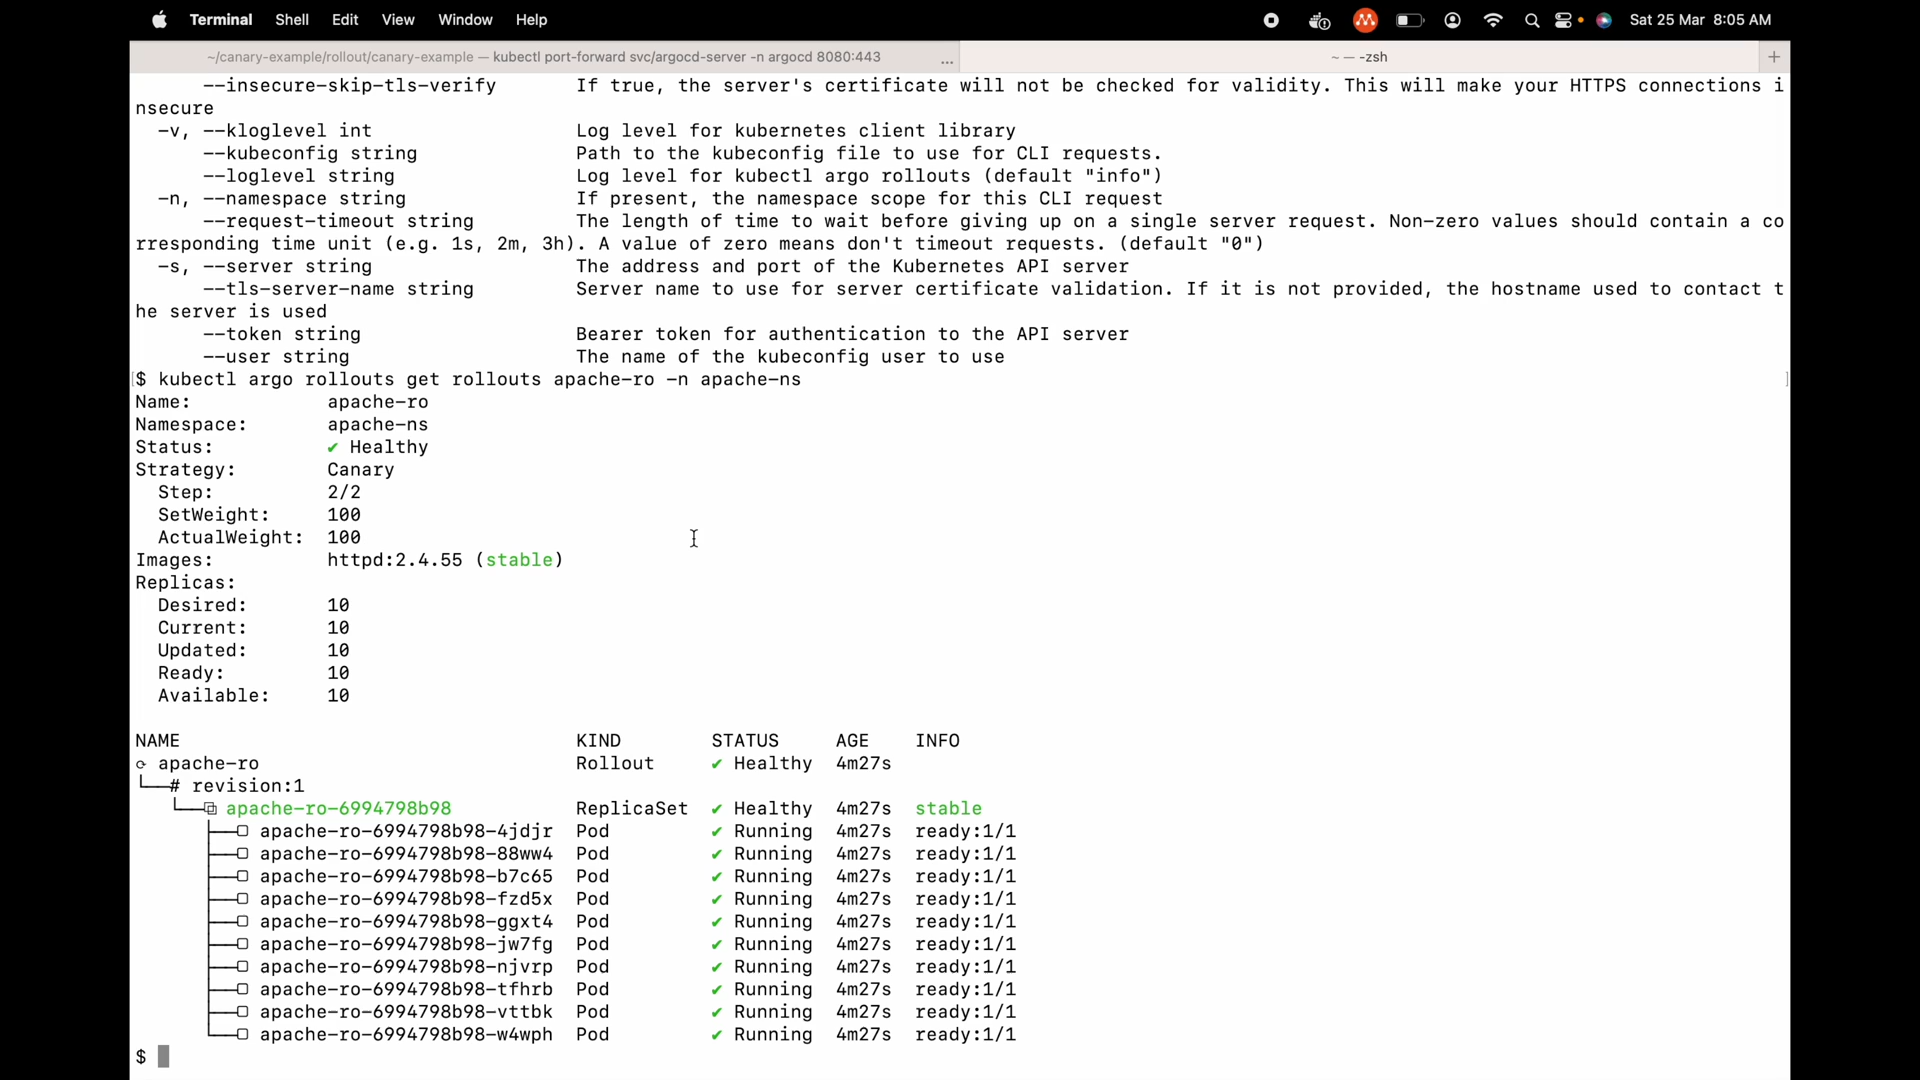 Terminal Shell Edit View Window Help Sat 25 Mar 8:05 AM
~/canary-example/rollout/canary-example — kubectl port-forward svc/argocd-server -n argocd 8080:443 ... ~ — -zsh +
--insecure-skip-tls-verify If true, the server's certificate will not be checked for validity. This will make your HTTPS connections i
nsecure
-v, --kloglevel int Log level for kubernetes client library
--kubeconfig string Path to the kubeconfig file to use for CLI requests.
--loglevel string Log level for kubectl argo rollouts (default "info")
-n, --namespace string If present, the namespace scope for this CLI request
--request-timeout string The length of time to wait before giving up on a single server request. Non-zero values should contain a co
rresponding time unit (e.g. 1s, 2m, 3h). A value of zero means don't timeout requests. (default "0")
-s, --server string The address and port of the Kubernetes API server
--tls-server-name string Server name to use for server certificate validation. If it is not provided, the hostname used to contact t
he server is used
--token string Bearer token for authentication to the API server
--user string The name of the kubeconfig user to use
[$ kubectl argo rollouts get rollouts apache-ro -n apache-ns ]
Name: apache-ro
Namespace: apache-ns
Status: ✔ Healthy
Strategy: Canary
Step: 2/2
SetWeight: 100
ActualWeight: 100
Images: httpd:2.4.55 (stable)
Replicas:
Desired: 10
Current: 10
Updated: 10
Ready: 10
Available: 10
NAME KIND STATUS AGE INFO
⟳ apache-ro Rollout ✔ Healthy 4m27s
└──# revision:1
└──⧉ apache-ro-6994798b98 ReplicaSet ✔ Healthy 4m27s stable
├──□ apache-ro-6994798b98-4jdjr Pod ✔ Running 4m27s ready:1/1
├──□ apache-ro-6994798b98-88ww4 Pod ✔ Running 4m27s ready:1/1
├──□ apache-ro-6994798b98-b7c65 Pod ✔ Running 4m27s ready:1/1
├──□ apache-ro-6994798b98-fzd5x Pod ✔ Running 4m27s ready:1/1
├──□ apache-ro-6994798b98-ggxt4 Pod ✔ Running 4m27s ready:1/1
├──□ apache-ro-6994798b98-jw7fg Pod ✔ Running 4m27s ready:1/1
├──□ apache-ro-6994798b98-njvrp Pod ✔ Running 4m27s ready:1/1
├──□ apache-ro-6994798b98-tfhrb Pod ✔ Running 4m27s ready:1/1
├──□ apache-ro-6994798b98-vttbk Pod ✔ Running 4m27s ready:1/1
└──□ apache-ro-6994798b98-w4wph Pod ✔ Running 4m27s ready:1/1
$